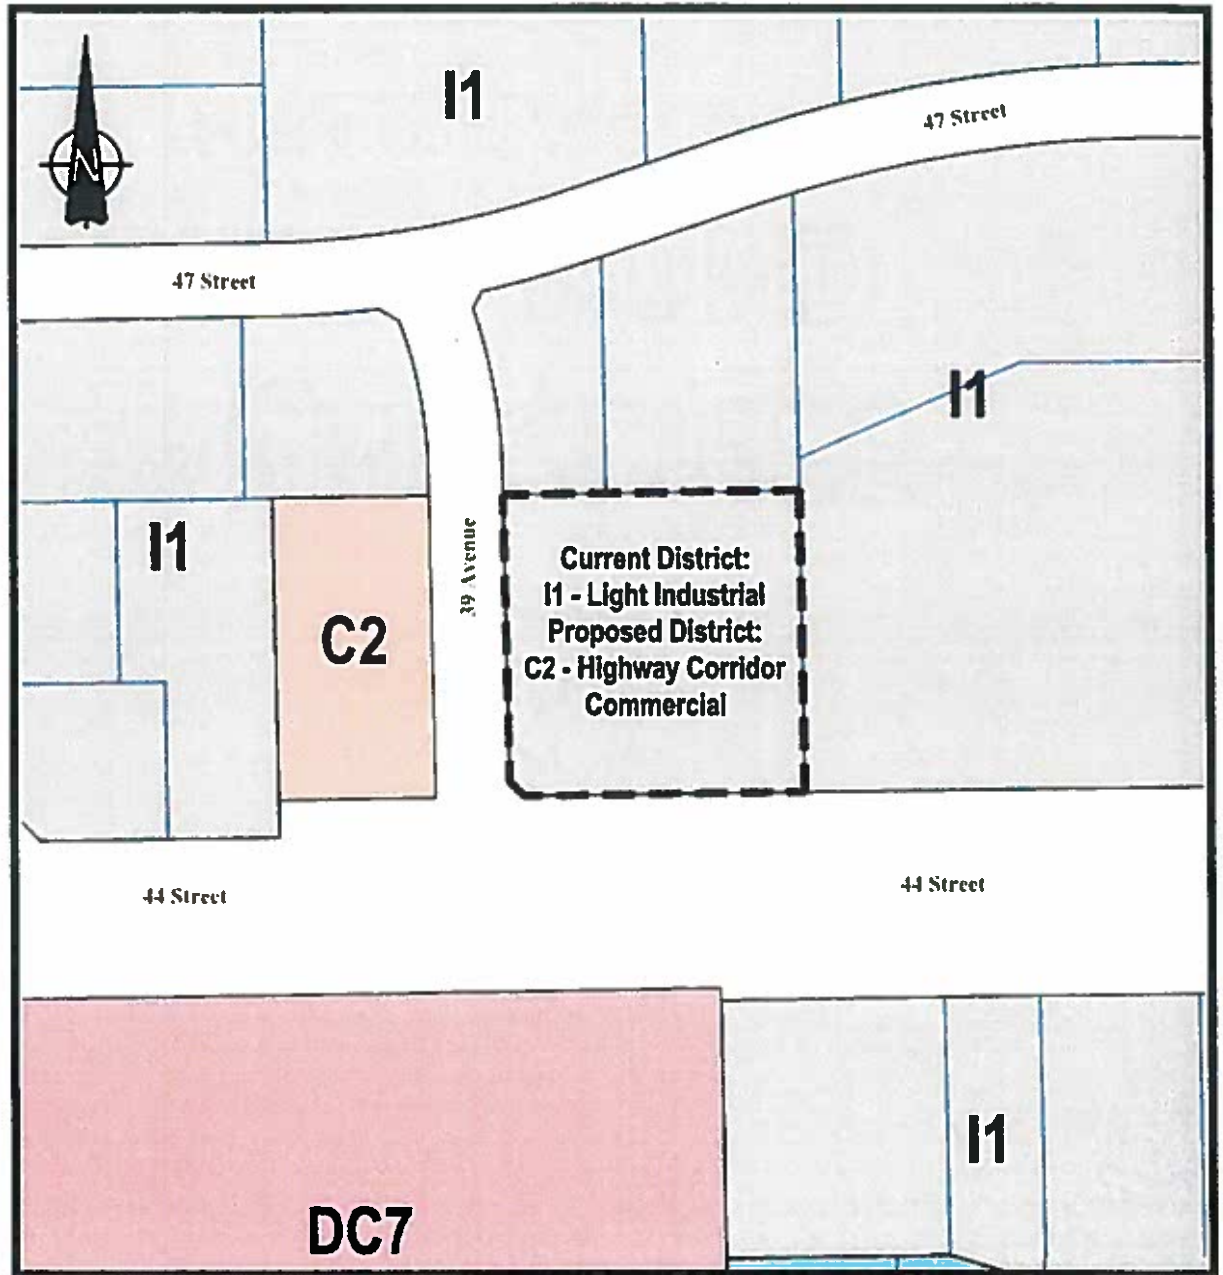 I1
47 Street
N
47 Street
I1
I1
C2
39 Avenue
Current District:
I1 - Light Industrial
Proposed District:
C2 - Highway Corridor
Commercial
44 Street
44 Street
I1
DC7